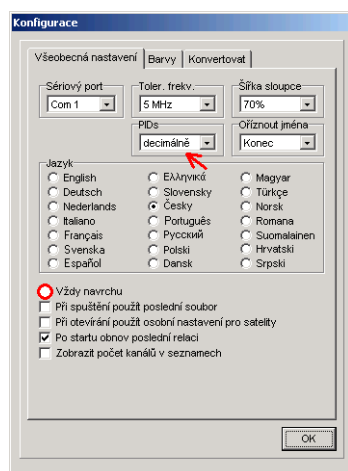 Konfigurace
Všeobecná nastavení Barvy Konvertovat
Sériový port Toler. frekv. Šířka sloupce
Com 1 5 MHz 70%
PIDs Oříznout jména
decimálně Konec
Jazyk
English Ελληνικά Magyar
Deutsch Slovensky Türkçe
Nederlands Česky Norsk
Italiano Português Romana
Français Русский Suomalainen
Svenska Polski Hrvatski
Español Dansk Srpski
Vždy navrchu
Při spuštění použít poslední soubor
Při otevírání použít osobní nastavení pro satelity
Po startu obnov poslední relaci
Zobrazit počet kanálů v seznamech
OK